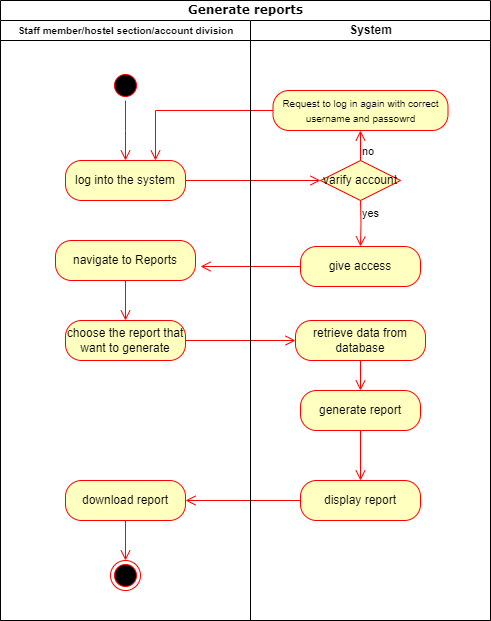 Generate reports
Staff member/hostel section/account division
System
Request to log in again with correct
username and passowrd
no
log into the system
varify account
yes
navigate to Reports
give access
choose the report that
want to generate
retrieve data from
database
generate report
download report
display report